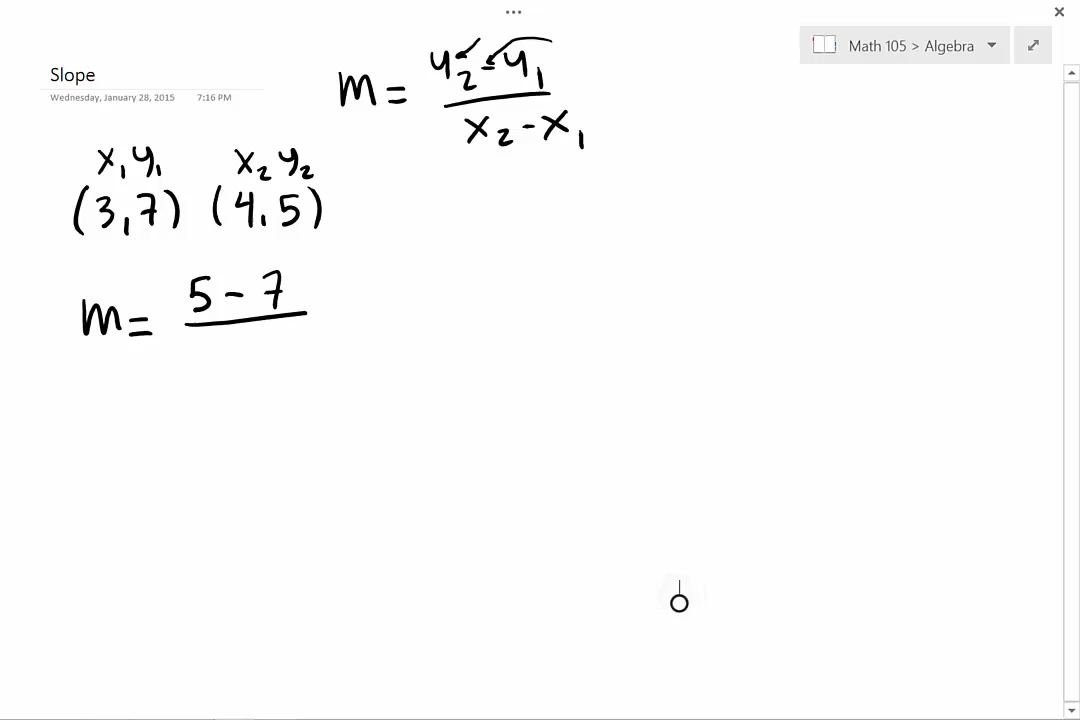 ...
Math 105 > Algebra
Slope
Wednesday, January 28, 2015 7:16 PM
m = y₂ - y₁
x₂ - x₁
x₁ y₁ x₂ y₂
(3,7) (4,5)
m = 5 - 7